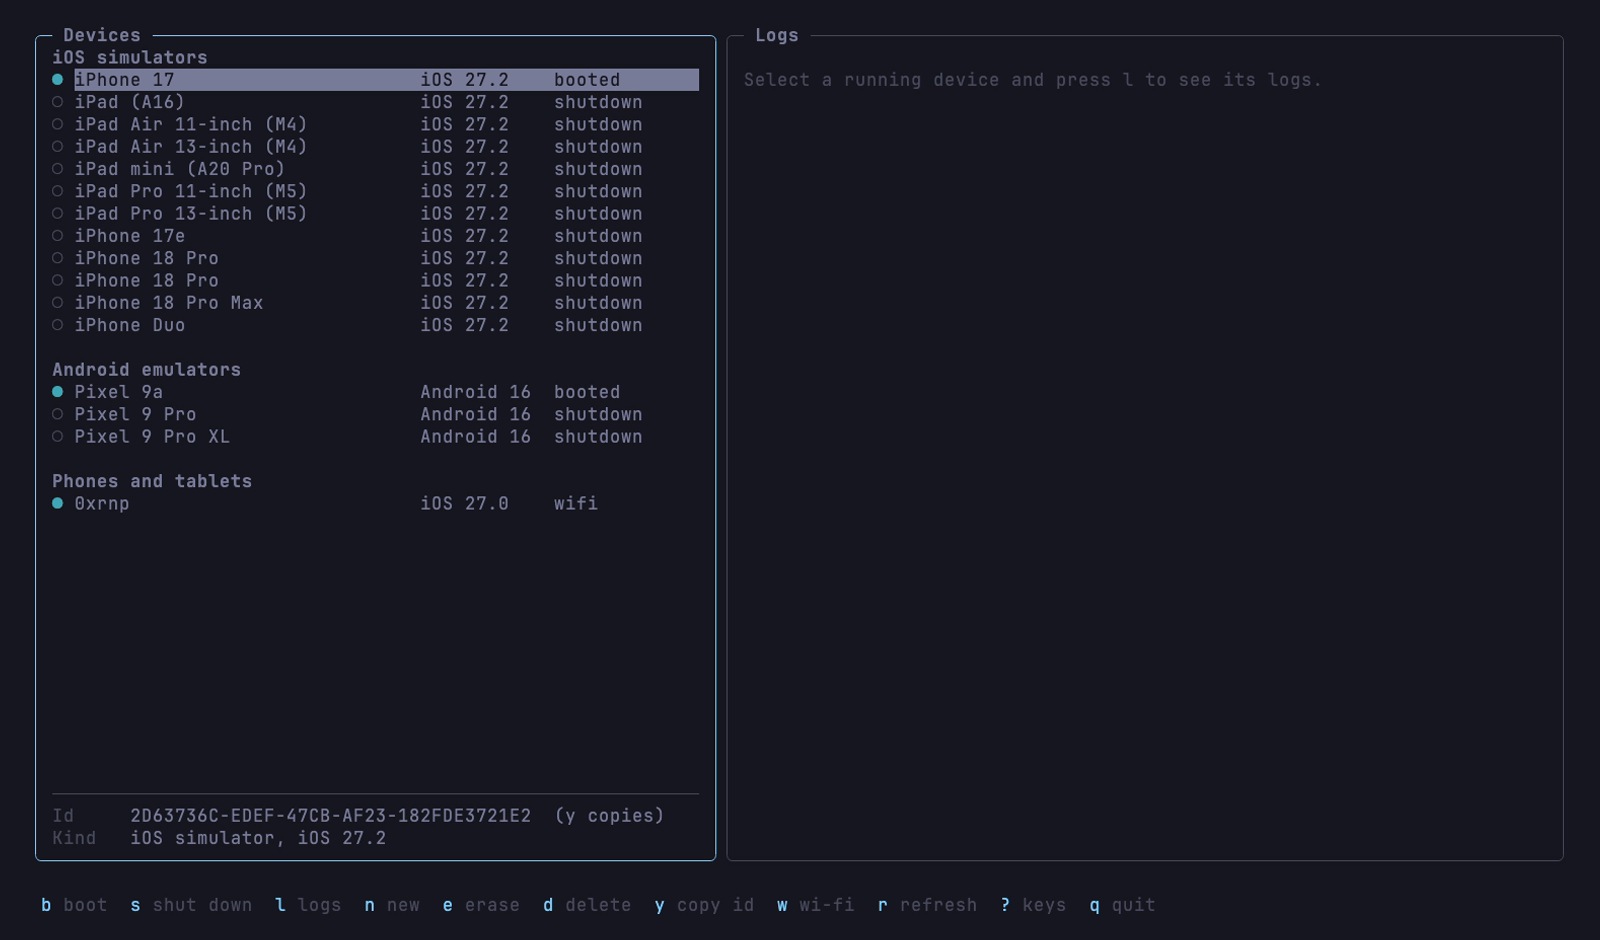 Devices
iOS simulators
iPhone 17 iOS 27.2 booted
iPad (A16) iOS 27.2 shutdown
iPad Air 11-inch (M4) iOS 27.2 shutdown
iPad Air 13-inch (M4) iOS 27.2 shutdown
iPad mini (A20 Pro) iOS 27.2 shutdown
iPad Pro 11-inch (M5) iOS 27.2 shutdown
iPad Pro 13-inch (M5) iOS 27.2 shutdown
iPhone 17e iOS 27.2 shutdown
iPhone 18 Pro iOS 27.2 shutdown
iPhone 18 Pro iOS 27.2 shutdown
iPhone 18 Pro Max iOS 27.2 shutdown
iPhone Duo iOS 27.2 shutdown
Android emulators
Pixel 9a Android 16 booted
Pixel 9 Pro Android 16 shutdown
Pixel 9 Pro XL Android 16 shutdown
Phones and tablets
0xrnp iOS 27.0 wifi
Id 2D63736C-EDEF-47CB-AF23-182FDE3721E2 (y copies)
Kind iOS simulator, iOS 27.2
Logs
Select a running device and press l to see its logs.
b boot s shut down l logs n new e erase d delete y copy id w wi-fi r refresh ? keys q quit